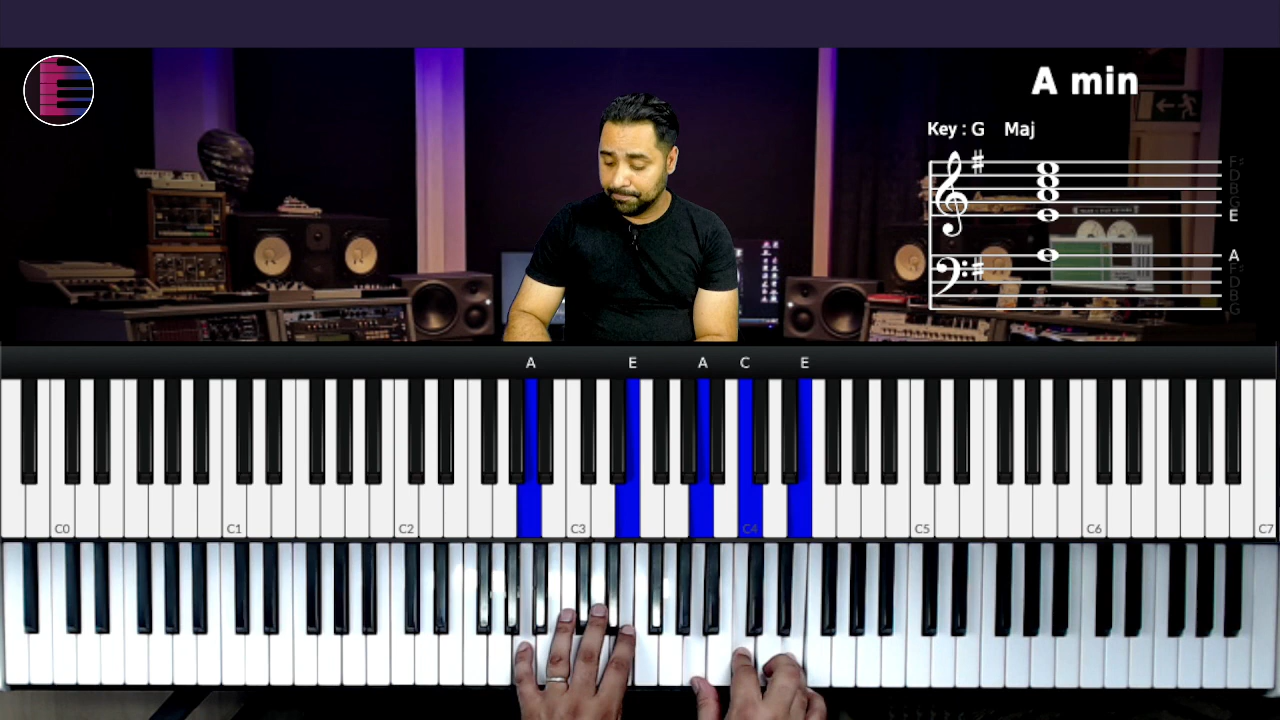 A min
Key : G Maj
F♯
D
B
G
E
A
F♯
D
B
G
A E A C E
C0 C1 C2 C3 C4 C5 C6 C7